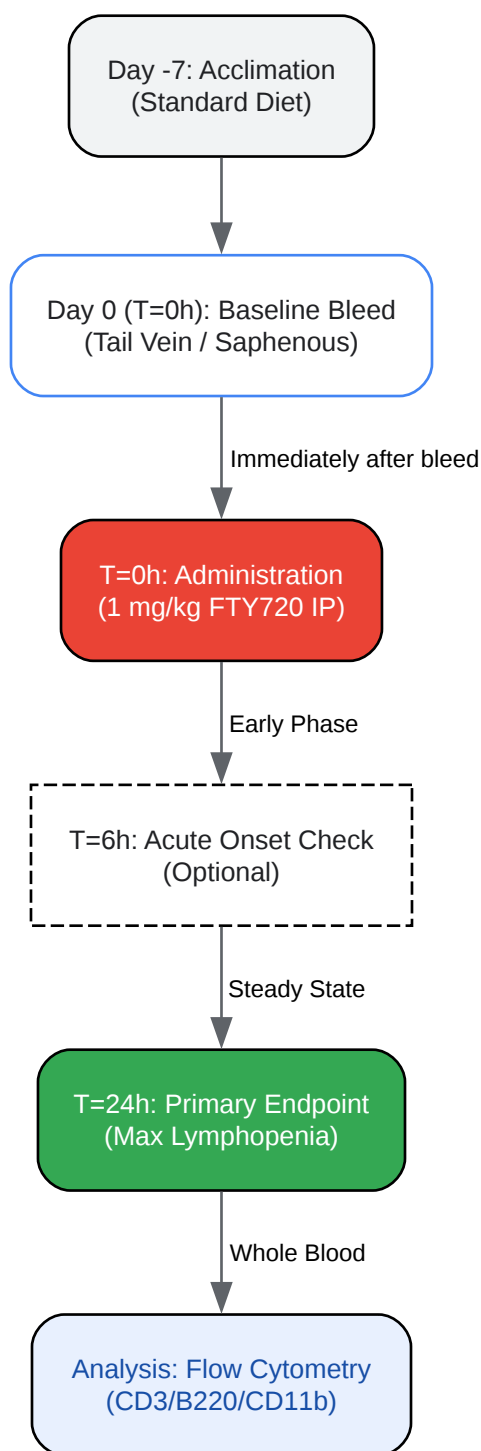 Day -7: Acclimation
(Standard Diet)
Day 0 (T=0h): Baseline Bleed
(Tail Vein / Saphenous)
Immediately after bleed
T=0h: Administration
(1 mg/kg FTY720 IP)
Early Phase
T=6h: Acute Onset Check
(Optional)
Steady State
T=24h: Primary Endpoint
(Max Lymphopenia)
Whole Blood
Analysis: Flow Cytometry
(CD3/B220/CD11b)